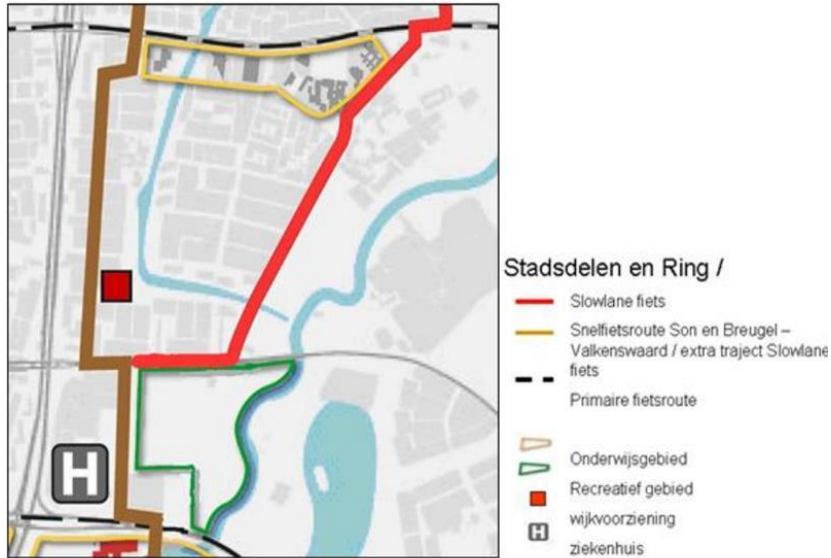 H
Stadsdelen en Ring /
Slowlane fiets
Snelfietsroute Son en Breugel –
Valkenswaard / extra traject Slowlane
fiets
Primaire fietsroute
Onderwijsgebied
Recreatief gebied
wijkvoorziening
H
ziekenhuis